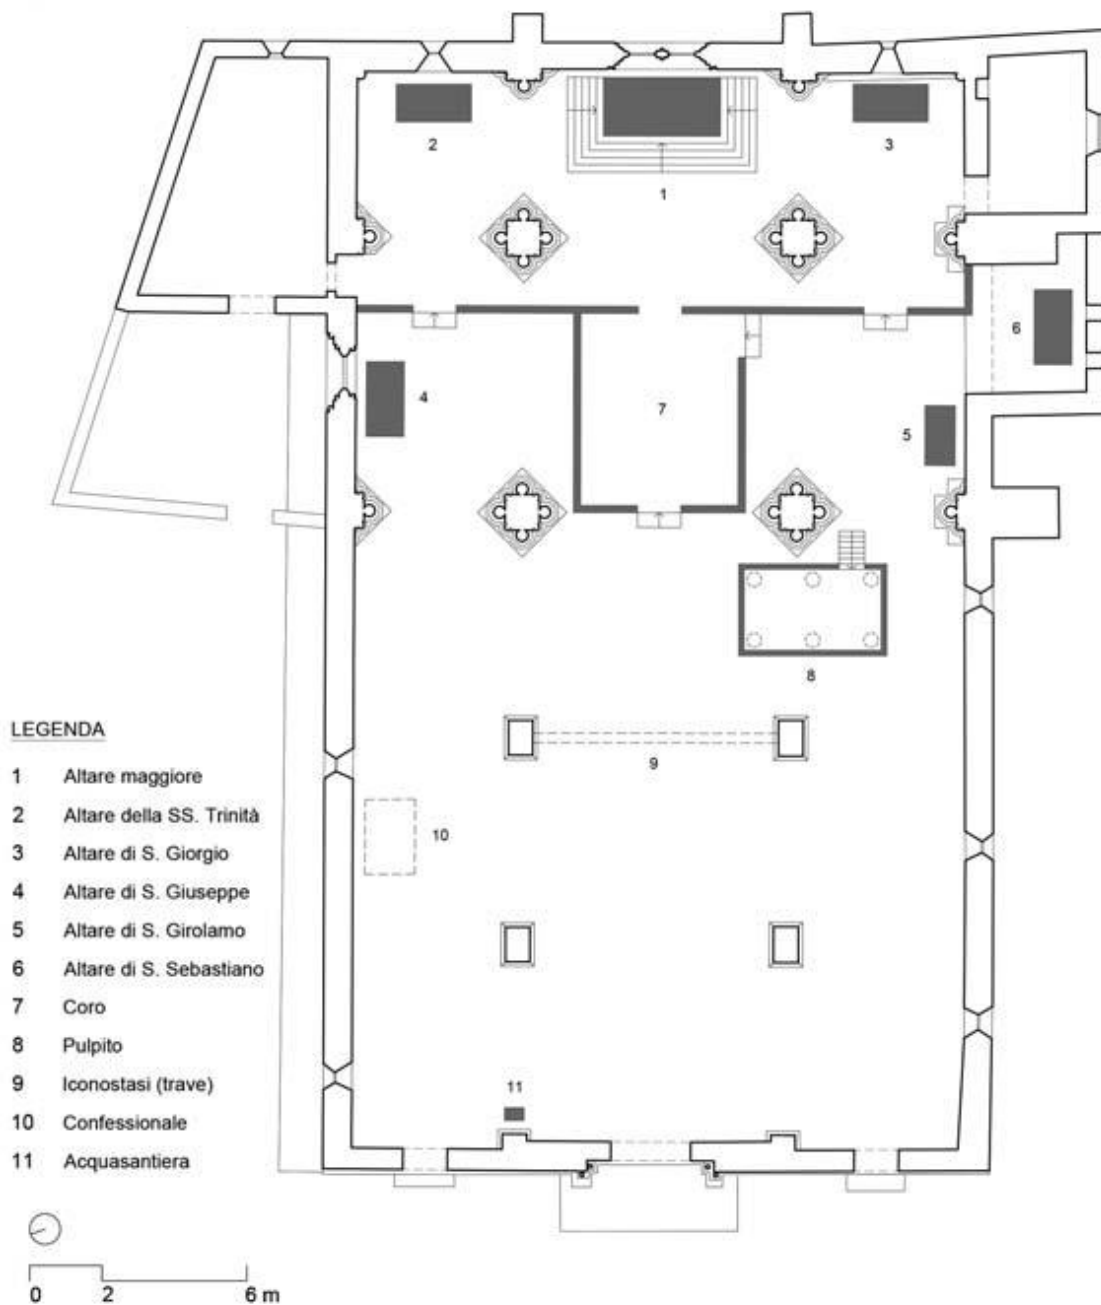 2
3
1
6
4
7
5
8
9
10
11
LEGENDA
1 Altare maggiore
2 Altare della SS. Trinità
3 Altare di S. Giorgio
4 Altare di S. Giuseppe
5 Altare di S. Girolamo
6 Altare di S. Sebastiano
7 Coro
8 Pulpito
9 Iconostasi (trave)
10 Confessionale
11 Acquasantiera
0 2 6 m